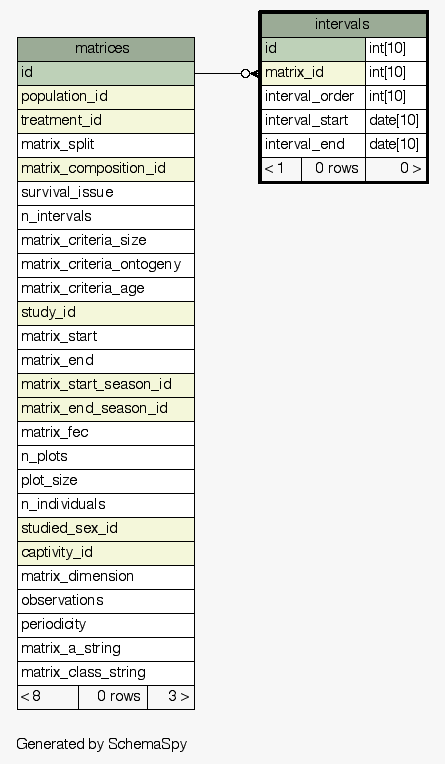 matrices
id
population_id
treatment_id
matrix_split
matrix_composition_id
survival_issue
n_intervals
matrix_criteria_size
matrix_criteria_ontogeny
matrix_criteria_age
study_id
matrix_start
matrix_end
matrix_start_season_id
matrix_end_season_id
matrix_fec
n_plots
plot_size
n_individuals
studied_sex_id
captivity_id
matrix_dimension
observations
periodicity
matrix_a_string
matrix_class_string
< 8 0 rows 3 >
intervals
id int[10]
matrix_id int[10]
interval_order int[10]
interval_start date[10]
interval_end date[10]
< 1 0 rows 0 >
Generated by SchemaSpy